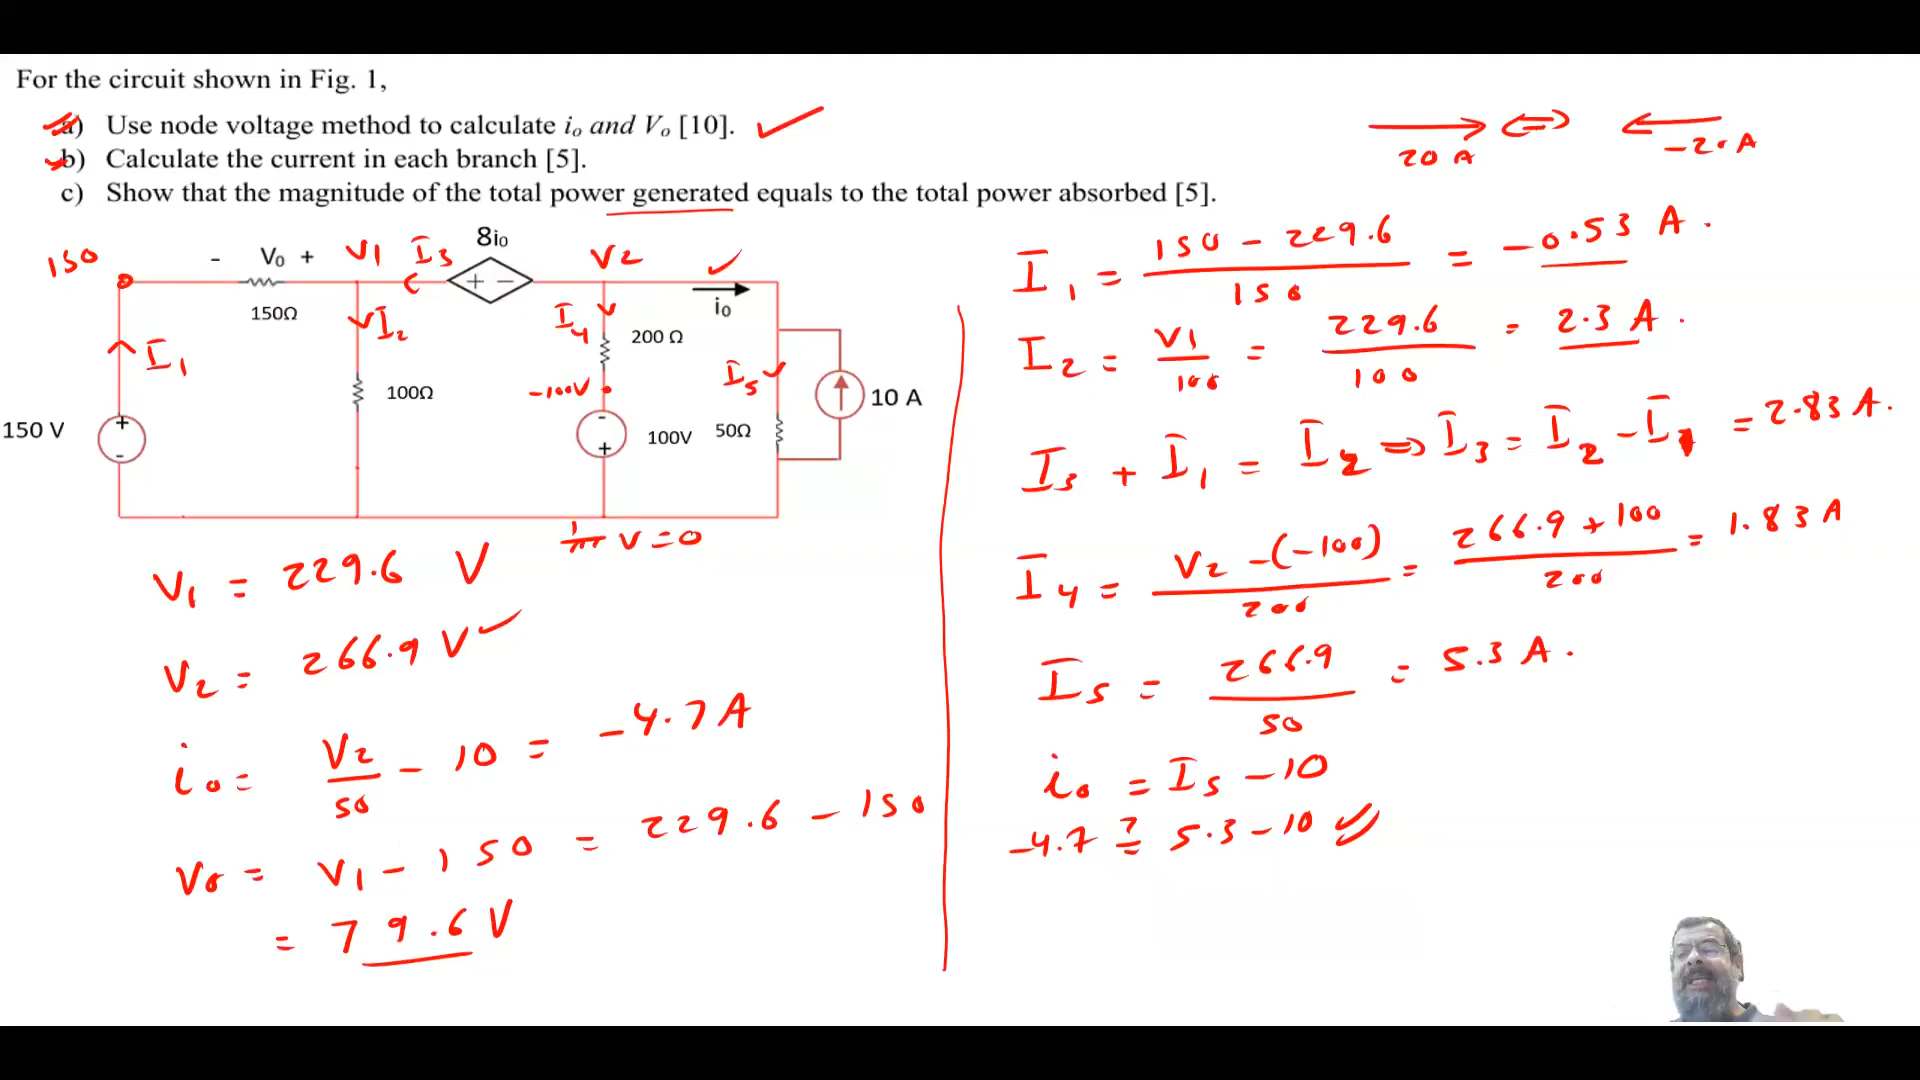 For the circuit shown in Fig. 1,
a) Use node voltage method to calculate io and Vo [10].
b) Calculate the current in each branch [5].
c) Show that the magnitude of the total power generated equals to the total power absorbed [5].
20 A
-20 A
150
- Vo +
V1
I3
8io
+ -
V2
150Ω
I1
I2
100Ω
I4
200 Ω
io
-100V
I5
150 V
+
-
-
+
100V
50Ω
10 A
V=0
V1 = 229.6 V
V2 = 266.9 V
io = V2/50 - 10 = -4.7 A
Vo = V1 - 150 = 229.6 - 150
= 79.6 V
I1 = (150 - 229.6)/150 = -0.53 A.
I2 = V1/100 = 229.6/100 = 2.3 A.
I3 + I1 = I2 => I3 = I2 - I1 = 2.83 A.
I4 = (V2 - (-100))/200 = (266.9 + 100)/200 = 1.83 A
I5 = 266.9/50 = 5.3 A.
io = I5 - 10
-4.7 ?= 5.3 - 10